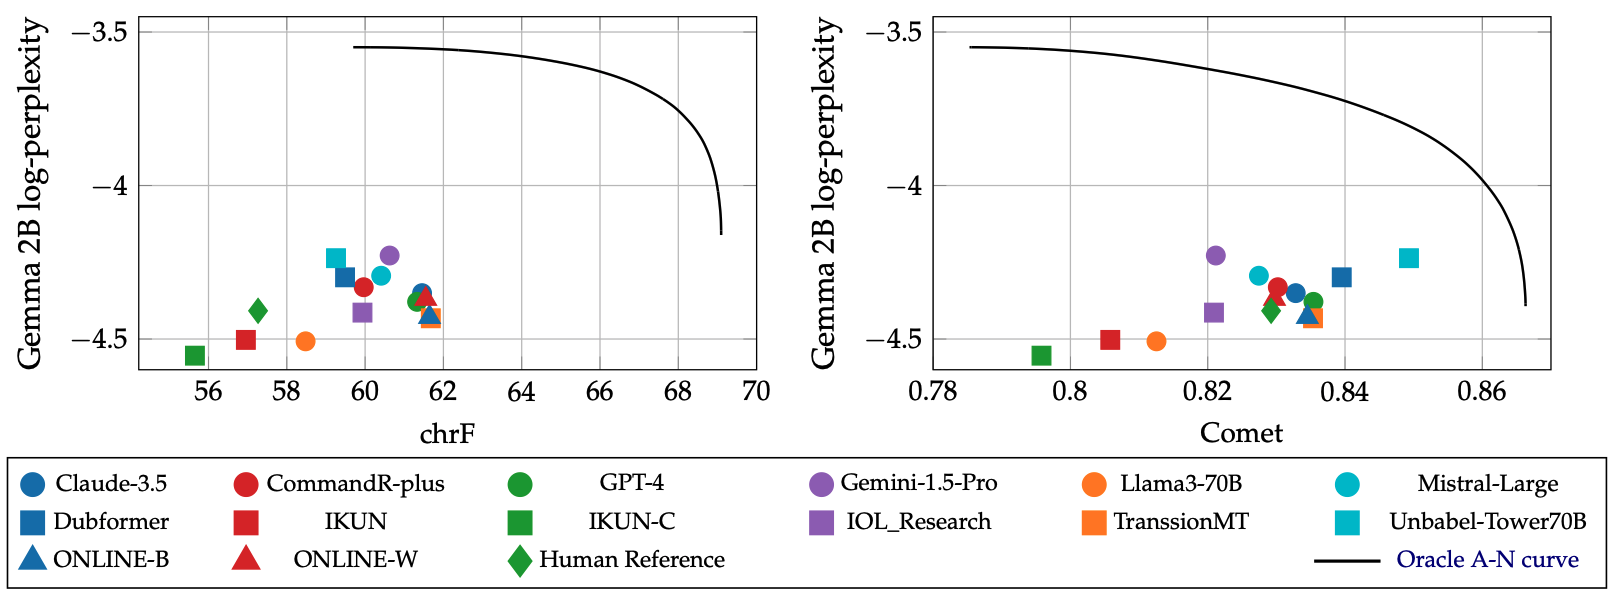 Gemma 2B log-perplexity
−3.5
−4
−4.5
56 58 60 62 64 66 68 70
chrF
Gemma 2B log-perplexity
−3.5
−4
−4.5
0.78 0.8 0.82 0.84 0.86
Comet
Claude-3.5 CommandR-plus GPT-4 Gemini-1.5-Pro Llama3-70B Mistral-Large
Dubformer IKUN IKUN-C IOL_Research TranssionMT Unbabel-Tower70B
ONLINE-B ONLINE-W Human Reference Oracle A-N curve